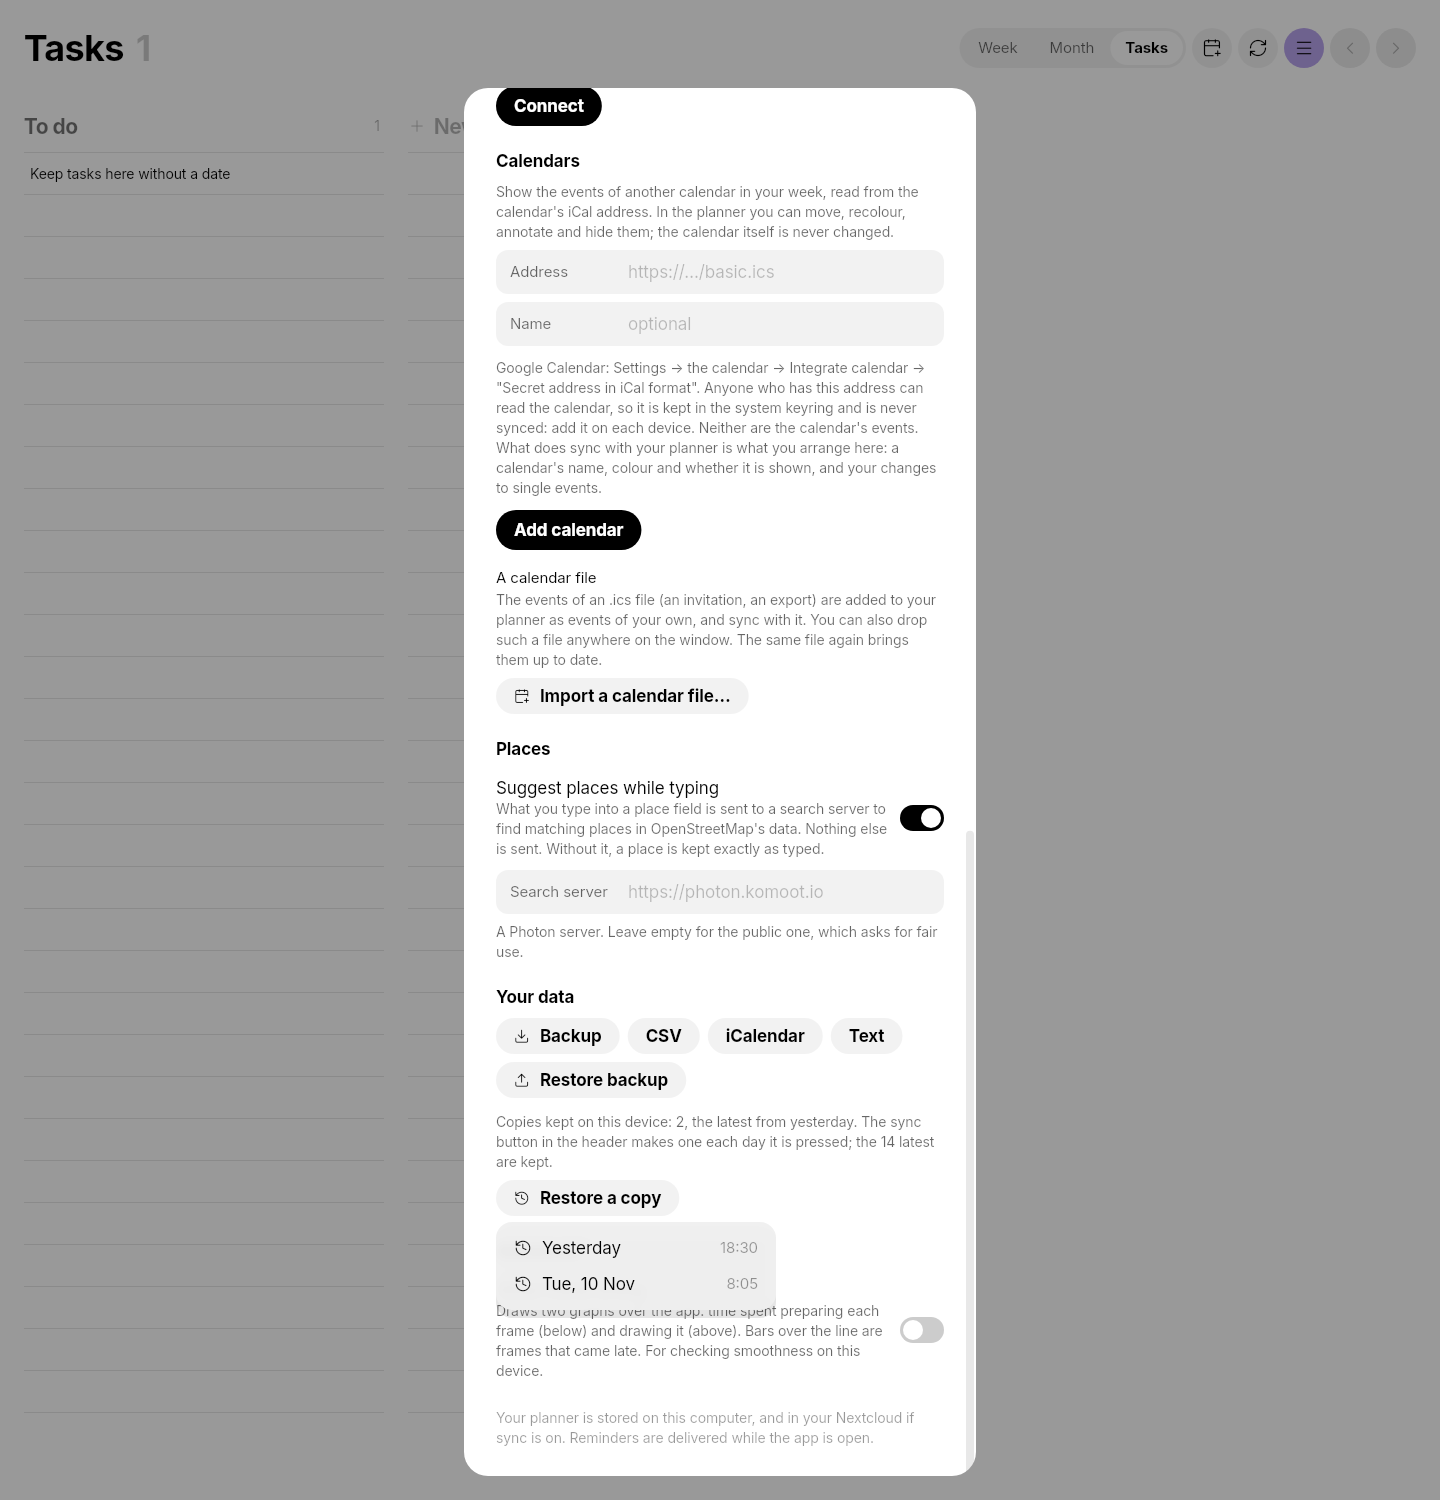 Tasks 1
Week Month Tasks
To do 1
New
Keep tasks here without a date
Connect
Calendars
Show the events of another calendar in your week, read from the
calendar's iCal address. In the planner you can move, recolour,
annotate and hide them; the calendar itself is never changed.
Address https://.../basic.ics
Name optional
Google Calendar: Settings → the calendar → Integrate calendar →
"Secret address in iCal format". Anyone who has this address can
read the calendar, so it is kept in the system keyring and is never
synced: add it on each device. Neither are the calendar's events.
What does sync with your planner is what you arrange here: a
calendar's name, colour and whether it is shown, and your changes
to single events.
Add calendar
A calendar file
The events of an .ics file (an invitation, an export) are added to your
planner as events of your own, and sync with it. You can also drop
such a file anywhere on the window. The same file again brings
them up to date.
Import a calendar file...
Places
Suggest places while typing
What you type into a place field is sent to a search server to
find matching places in OpenStreetMap's data. Nothing else
is sent. Without it, a place is kept exactly as typed.
Search server https://photon.komoot.io
A Photon server. Leave empty for the public one, which asks for fair
use.
Your data
Backup CSV iCalendar Text
Restore backup
Copies kept on this device: 2, the latest from yesterday. The sync
button in the header makes one each day it is pressed; the 14 latest
are kept.
Restore a copy
Yesterday 18:30
Tue, 10 Nov 8:05
Draws two graphs over the app: time spent preparing each
frame (below) and drawing it (above). Bars over the line are
frames that came late. For checking smoothness on this
device.
Your planner is stored on this computer, and in your Nextcloud if
sync is on. Reminders are delivered while the app is open.